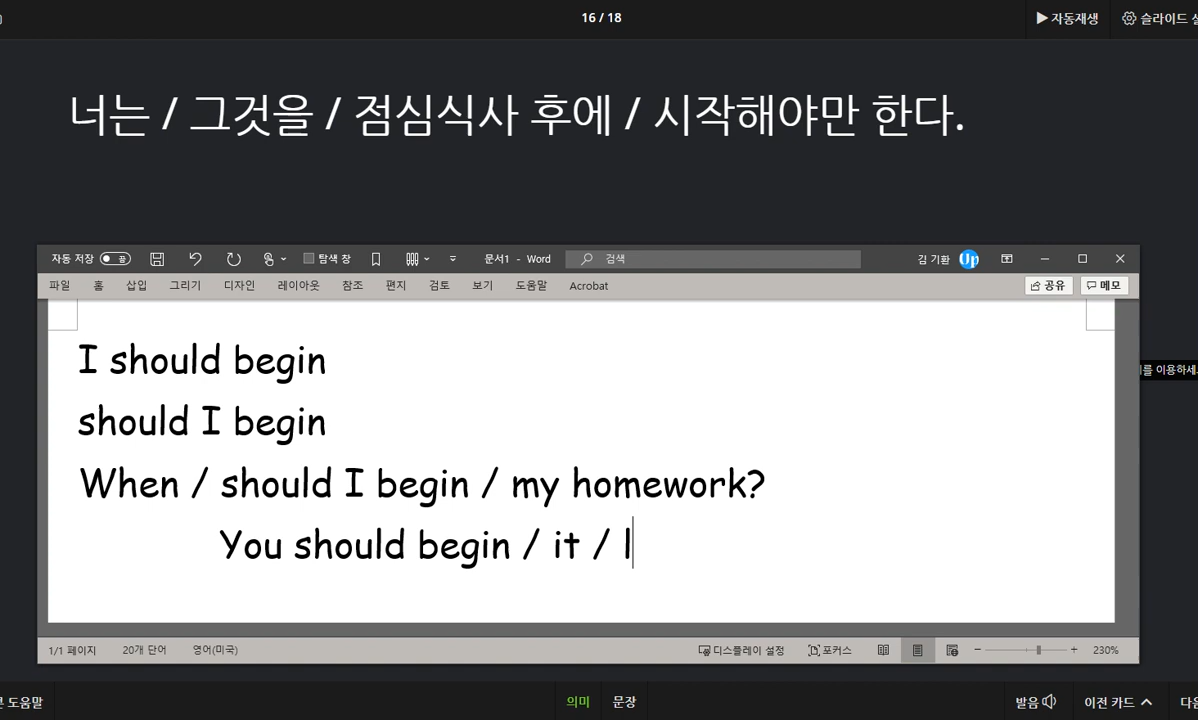 16 / 18
▶ 자동재생
슬라이드 설
너는 / 그것을 / 점심식사 후에 / 시작해야만 한다.
자동 저장 끔
탐색 창
문서1 - Word
검색
김 기환 Up
파일 홈 삽입 그리기 디자인 레이아웃 참조 편지 검토 보기 도움말 Acrobat
공유 메모
I should begin
를 이용하세
should I begin
When / should I begin / my homework?
You should begin / it / l
1/1 페이지 20개 단어 영어(미국) 디스플레이 설정 포커스 - + 230%
도움말 의미 문장 발음 이전 카드 다음